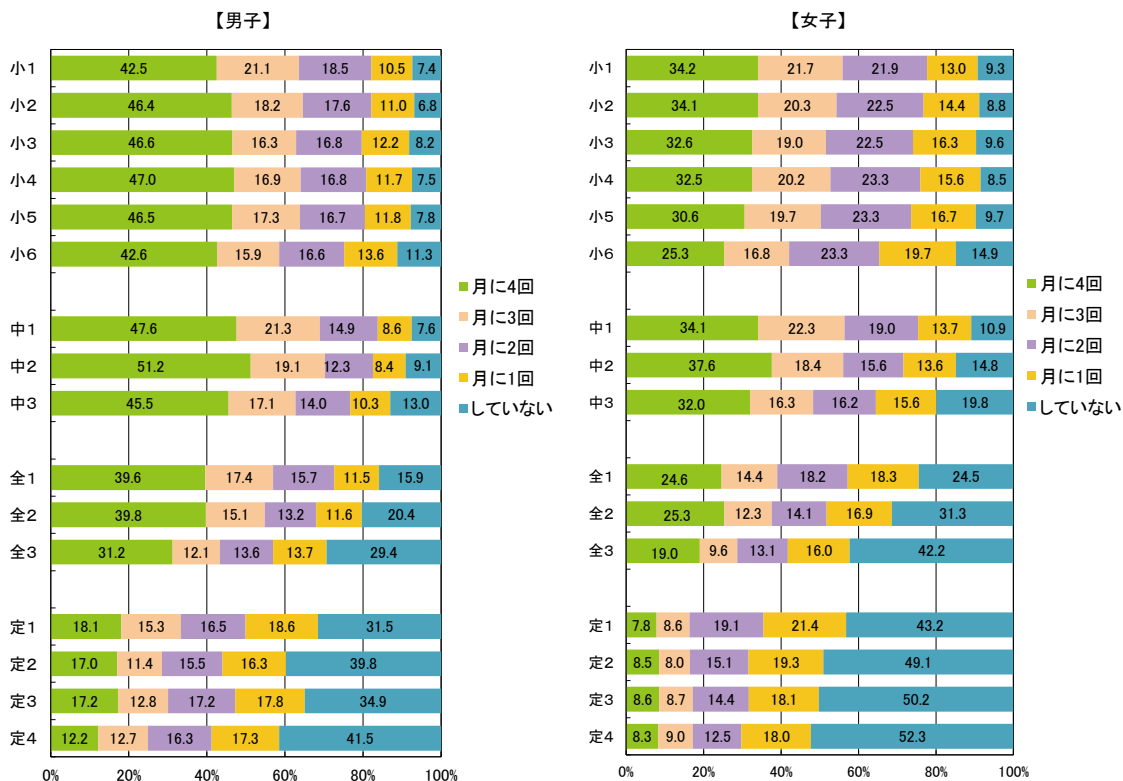 【男子】
小1 42.5 21.1 18.5 10.5 7.4
小2 46.4 18.2 17.6 11.0 6.8
小3 46.6 16.3 16.8 12.2 8.2
小4 47.0 16.9 16.8 11.7 7.5
小5 46.5 17.3 16.7 11.8 7.8
小6 42.6 15.9 16.6 13.6 11.3
中1 47.6 21.3 14.9 8.6 7.6
中2 51.2 19.1 12.3 8.4 9.1
中3 45.5 17.1 14.0 10.3 13.0
全1 39.6 17.4 15.7 11.5 15.9
全2 39.8 15.1 13.2 11.6 20.4
全3 31.2 12.1 13.6 13.7 29.4
定1 18.1 15.3 16.5 18.6 31.5
定2 17.0 11.4 15.5 16.3 39.8
定3 17.2 12.8 17.2 17.8 34.9
定4 12.2 12.7 16.3 17.3 41.5
0% 20% 40% 60% 80% 100%
月に4回
月に3回
月に2回
月に1回
していない
【女子】
小1 34.2 21.7 21.9 13.0 9.3
小2 34.1 20.3 22.5 14.4 8.8
小3 32.6 19.0 22.5 16.3 9.6
小4 32.5 20.2 23.3 15.6 8.5
小5 30.6 19.7 23.3 16.7 9.7
小6 25.3 16.8 23.3 19.7 14.9
中1 34.1 22.3 19.0 13.7 10.9
中2 37.6 18.4 15.6 13.6 14.8
中3 32.0 16.3 16.2 15.6 19.8
全1 24.6 14.4 18.2 18.3 24.5
全2 25.3 12.3 14.1 16.9 31.3
全3 19.0 9.6 13.1 16.0 42.2
定1 7.8 8.6 19.1 21.4 43.2
定2 8.5 8.0 15.1 19.3 49.1
定3 8.6 8.7 14.4 18.1 50.2
定4 8.3 9.0 12.5 18.0 52.3
0% 20% 40% 60% 80% 100%
月に4回
月に3回
月に2回
月に1回
していない